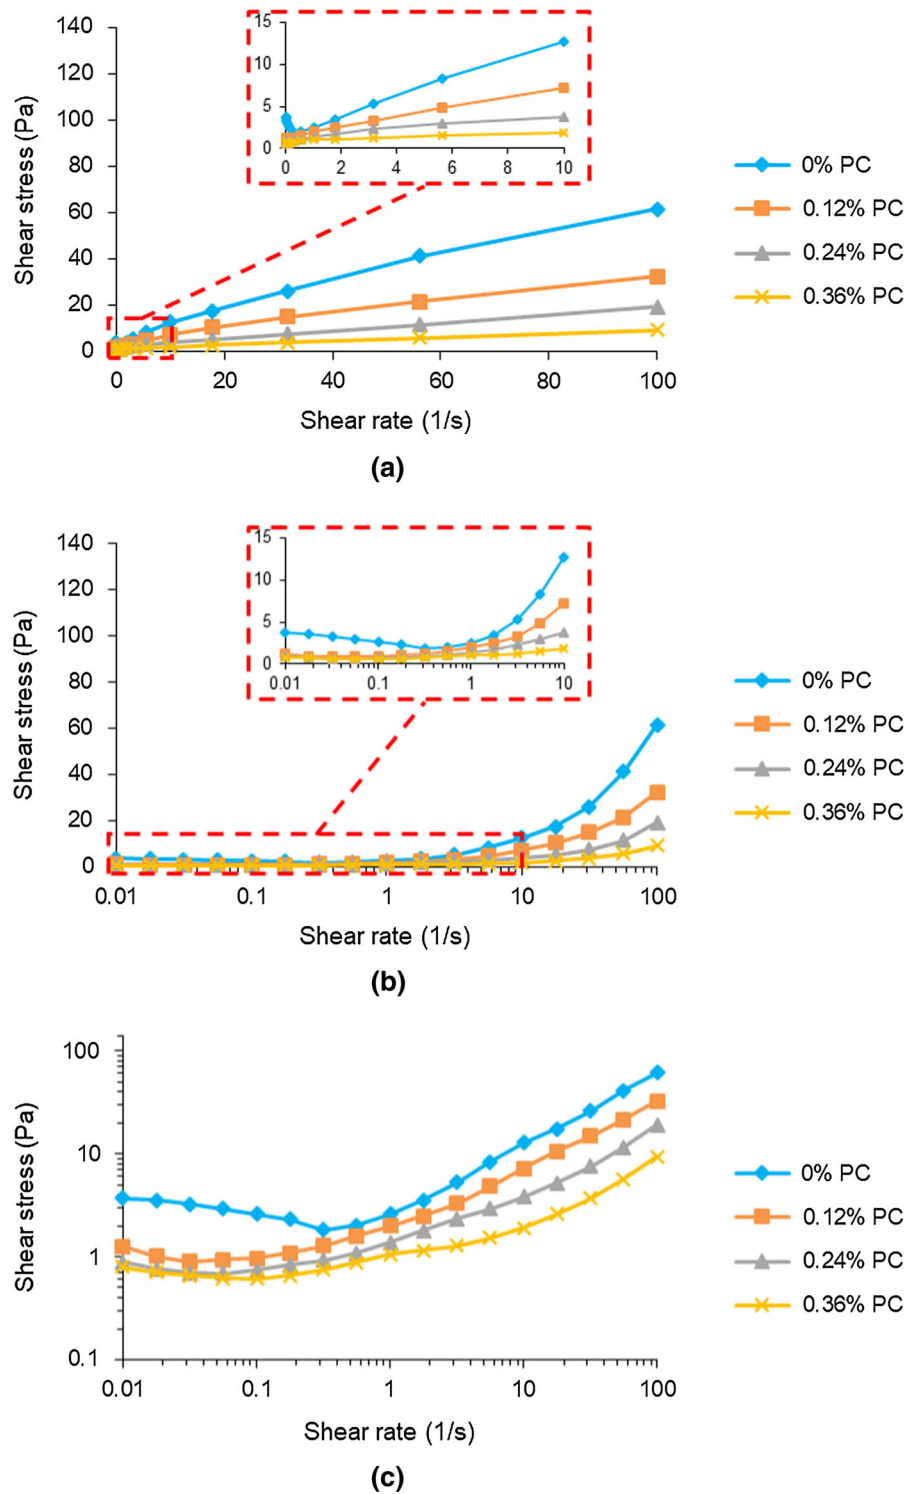 140
120
100
80
60
40
20
0
Shear stress (Pa)
15
10
5
0
0 2 4 6 8 10
0 20 40 60 80 100
Shear rate (1/s)
0% PC
0.12% PC
0.24% PC
0.36% PC
(a)
140
120
100
80
60
40
20
0
Shear stress (Pa)
15
10
5
0
0.01 0.1 1 10
0.01 0.1 1 10 100
Shear rate (1/s)
0% PC
0.12% PC
0.24% PC
0.36% PC
(b)
100
10
1
0.1
Shear stress (Pa)
0.01 0.1 1 10 100
Shear rate (1/s)
0% PC
0.12% PC
0.24% PC
0.36% PC
(c)